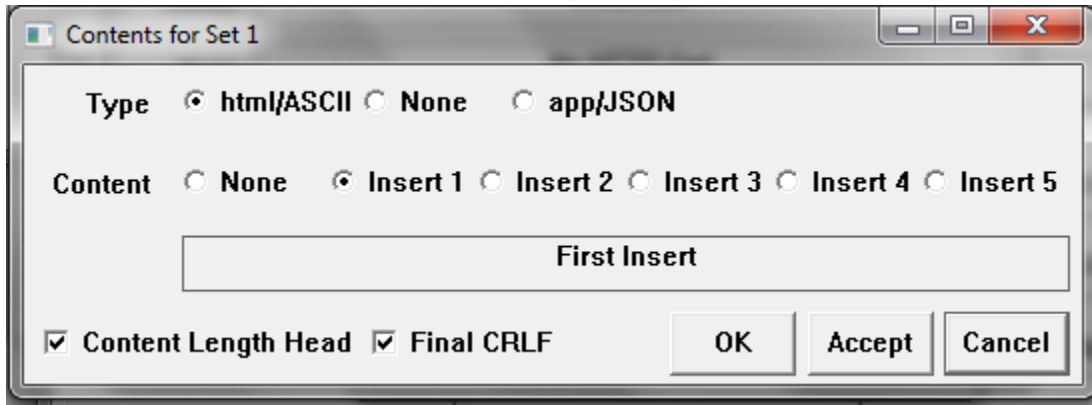 Contents for Set 1
Type html/ASCII None app/JSON
Content None Insert 1 Insert 2 Insert 3 Insert 4 Insert 5
First Insert
Content Length Head Final CRLF OK Accept Cancel